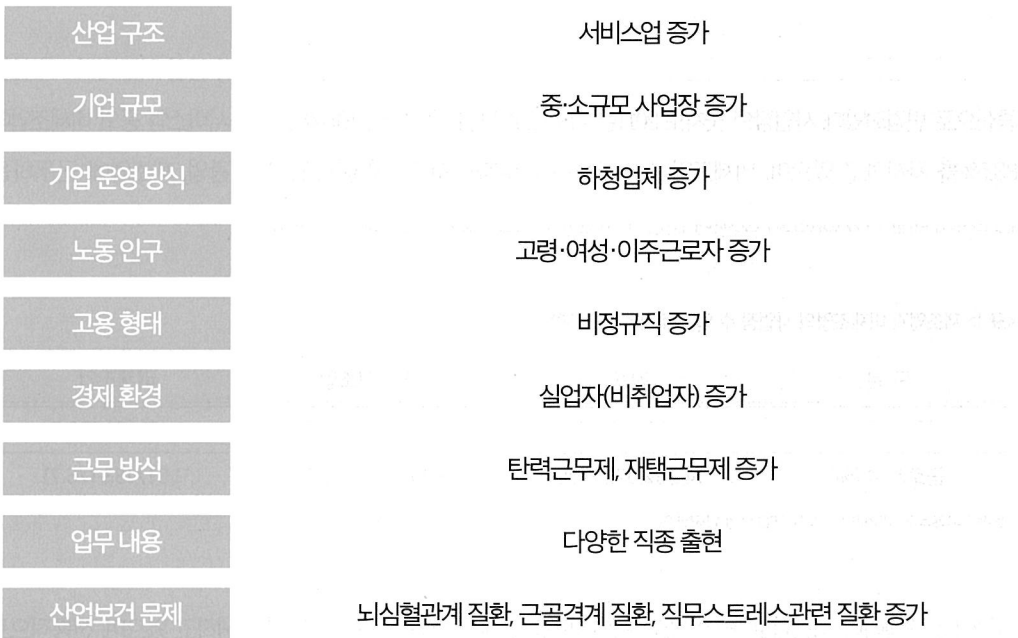 산업 구조 서비스업 증가
기업 규모 중·소규모 사업장 증가
기업 운영 방식 하청업체 증가
노동 인구 고령·여성·이주근로자 증가
고용 형태 비정규직 증가
경제 환경 실업자(비취업자) 증가
근무 방식 탄력근무제, 재택근무제 증가
업무 내용 다양한 직종 출현
산업보건 문제 뇌심혈관계 질환, 근골격계 질환, 직무스트레스관련 질환 증가